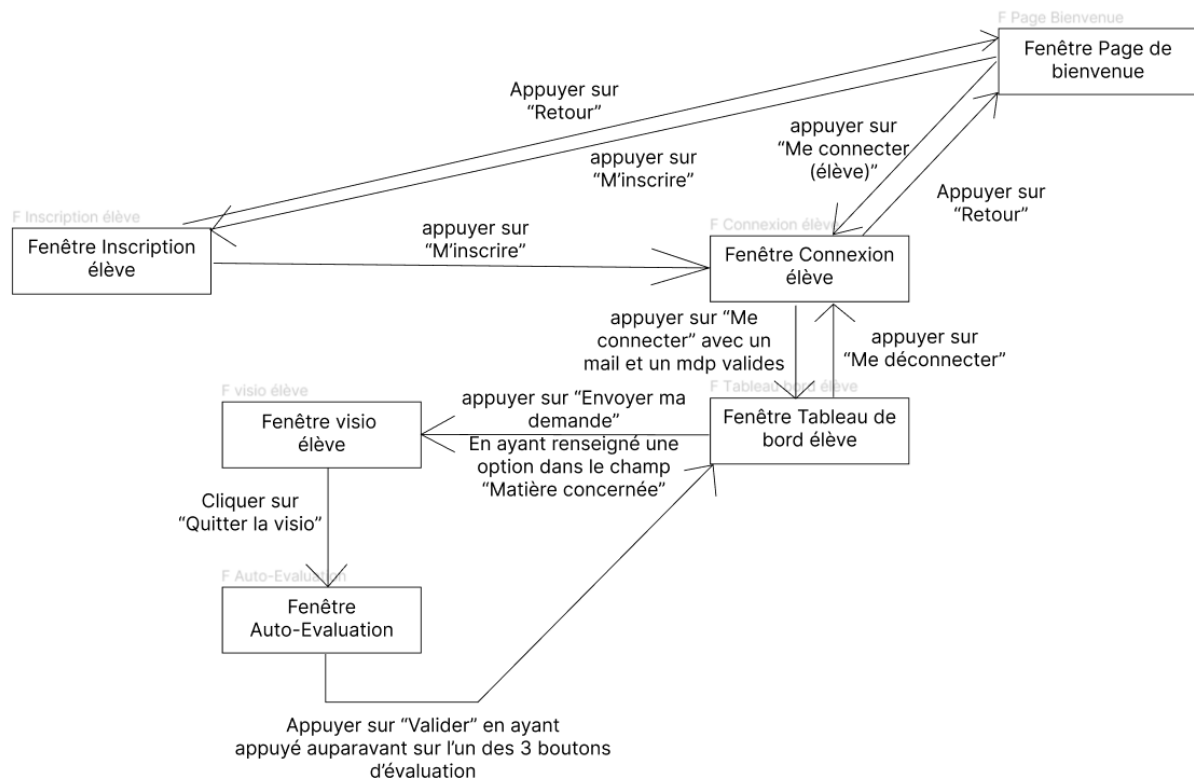 F Page Bienvenue
Fenêtre Page de
bienvenue
Appuyer sur
“Retour”
appuyer sur
“M’inscrire”
appuyer sur
“Me connecter
(élève)”
Appuyer sur
“Retour”
F Inscription élève
Fenêtre Inscription
élève
appuyer sur
“M’inscrire”
F Connexion élève
Fenêtre Connexion
élève
appuyer sur “Me
connecter” avec un
mail et un mdp valides
appuyer sur
“Me déconnecter”
F visio élève
Fenêtre visio
élève
appuyer sur “Envoyer ma
demande”
En ayant renseigné une
option dans le champ
“Matière concernée”
F Tableau bord élève
Fenêtre Tableau de
bord élève
Cliquer sur
“Quitter la visio”
F Auto-Evaluation
Fenêtre
Auto-Evaluation
Appuyer sur “Valider” en ayant
appuyé auparavant sur l’un des 3 boutons
d’évaluation